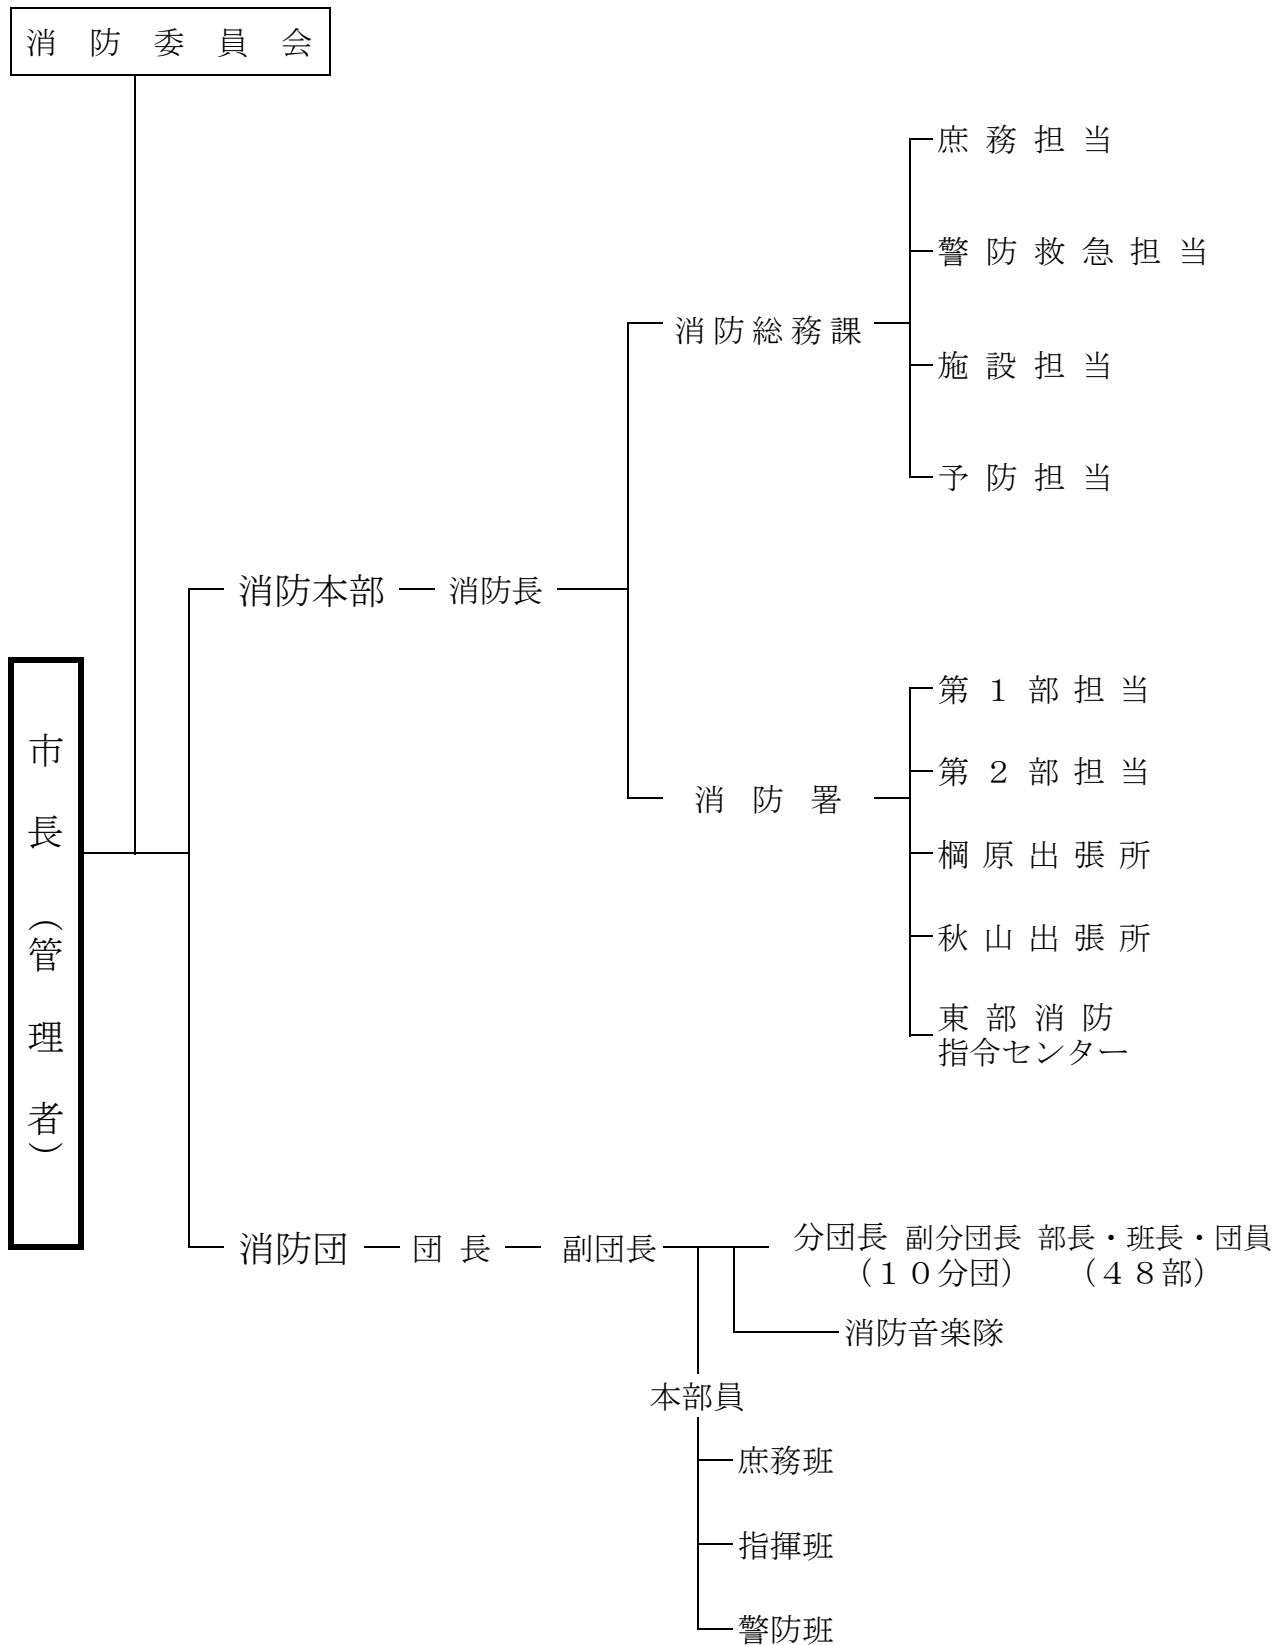 消防委員会
庶務担当
警防救急担当
消防総務課
施設担当
予防担当
消防本部
消防長
市長（管理者）
第１部担当
第２部担当
消防署
棡原出張所
秋山出張所
東部消防
指令センター
消防団
団長
副団長
分団長 副分団長 部長・班長・団員
（１０分団） （４８部）
消防音楽隊
本部員
庶務班
指揮班
警防班